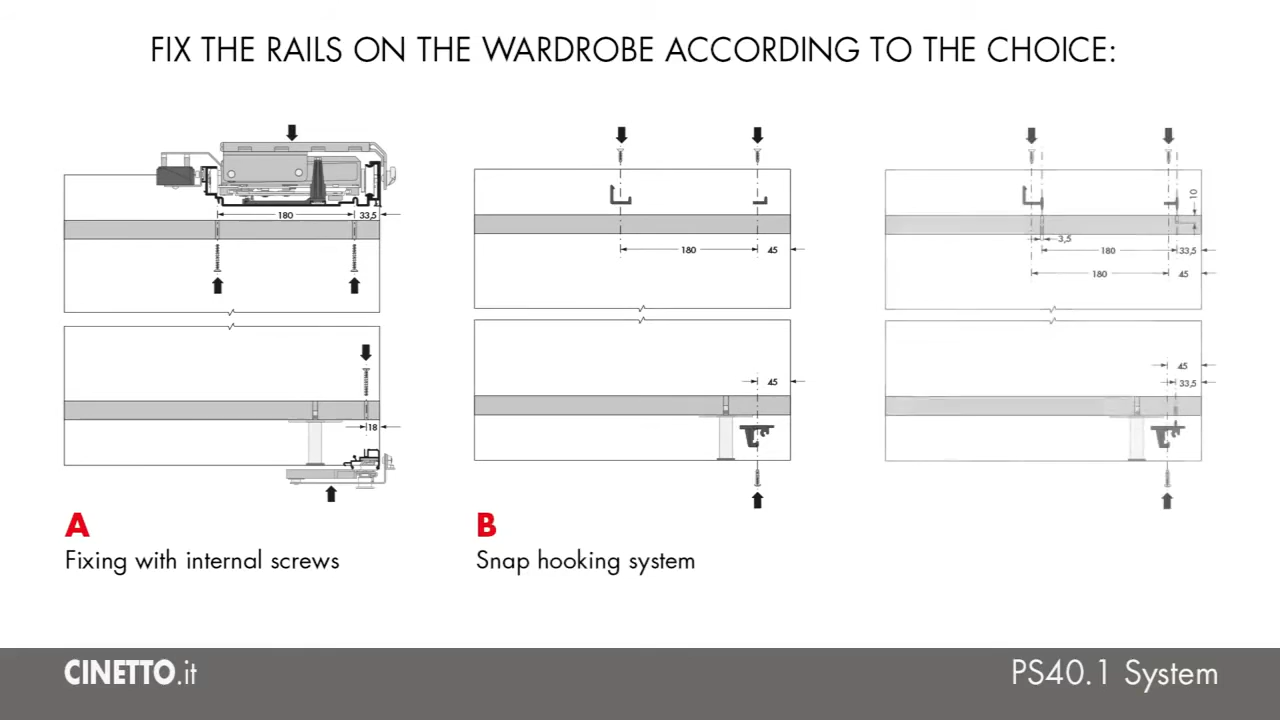 FIX THE RAILS ON THE WARDROBE ACCORDING TO THE CHOICE:
180 33,5
18
A
Fixing with internal screws
180 45
45
B
Snap hooking system
10
3,5
180 33,5
180 45
45
33,5
CINETTO.it
PS40.1 System